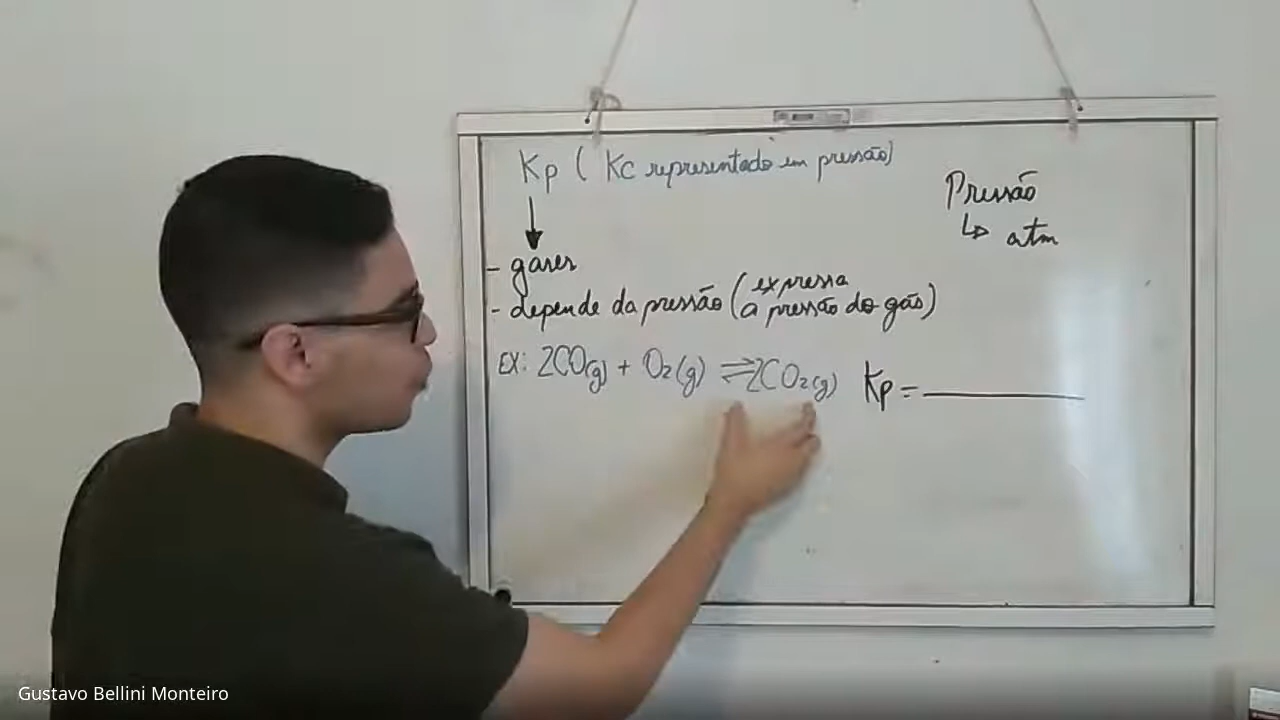 Kp ( Kc representado em pressão)
Pressão
↳ atm
- gases
- depende da pressão (expressa
a pressão do gás)
EX: 2CO(g) + O2(g) ⇌ 2CO2(g) Kp = ______
Gustavo Bellini Monteiro